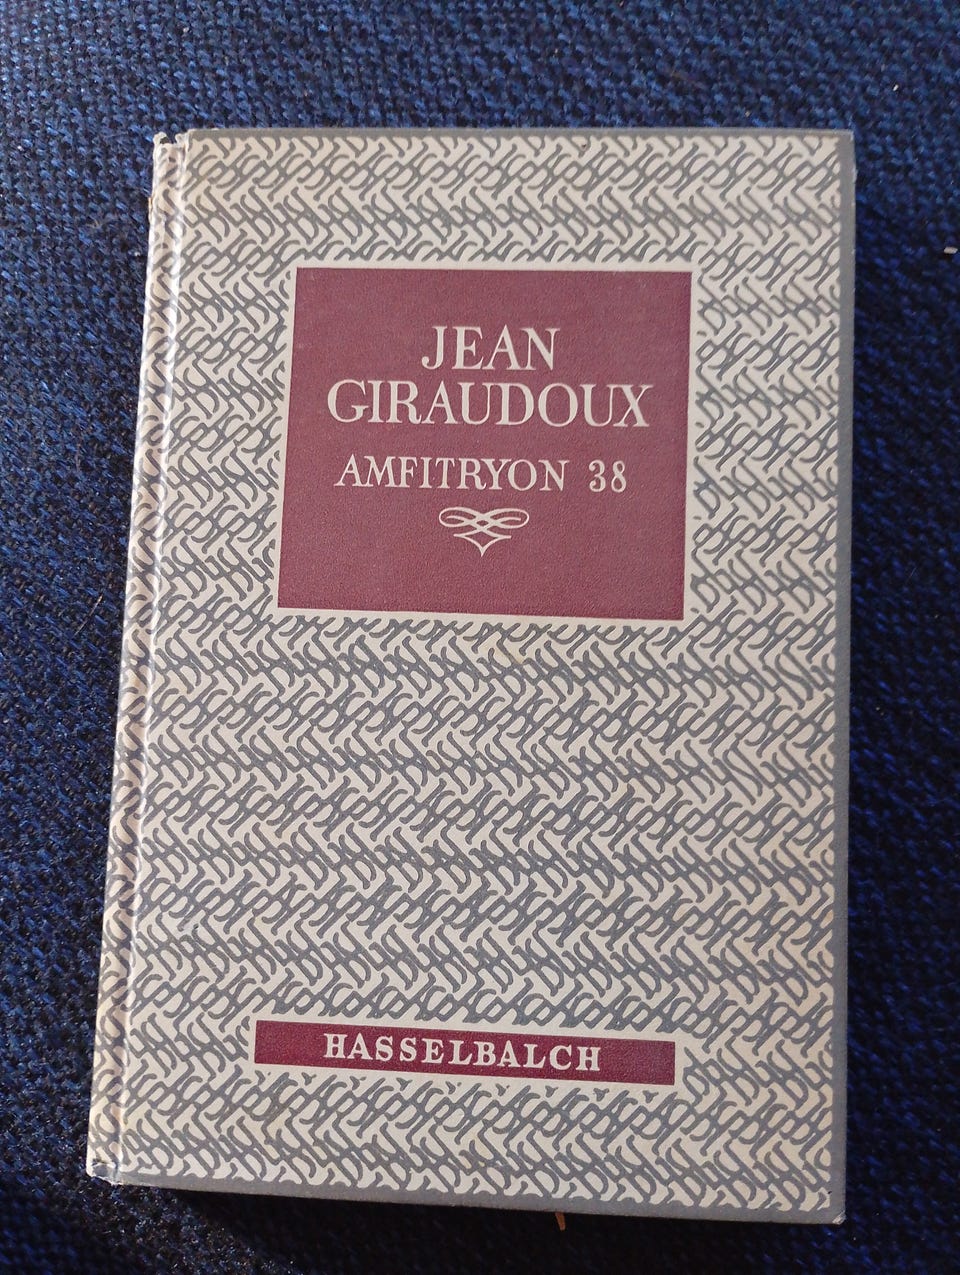 JEAN
GIRAUDOUX
AMFITRYON 38
HASSELBALCH